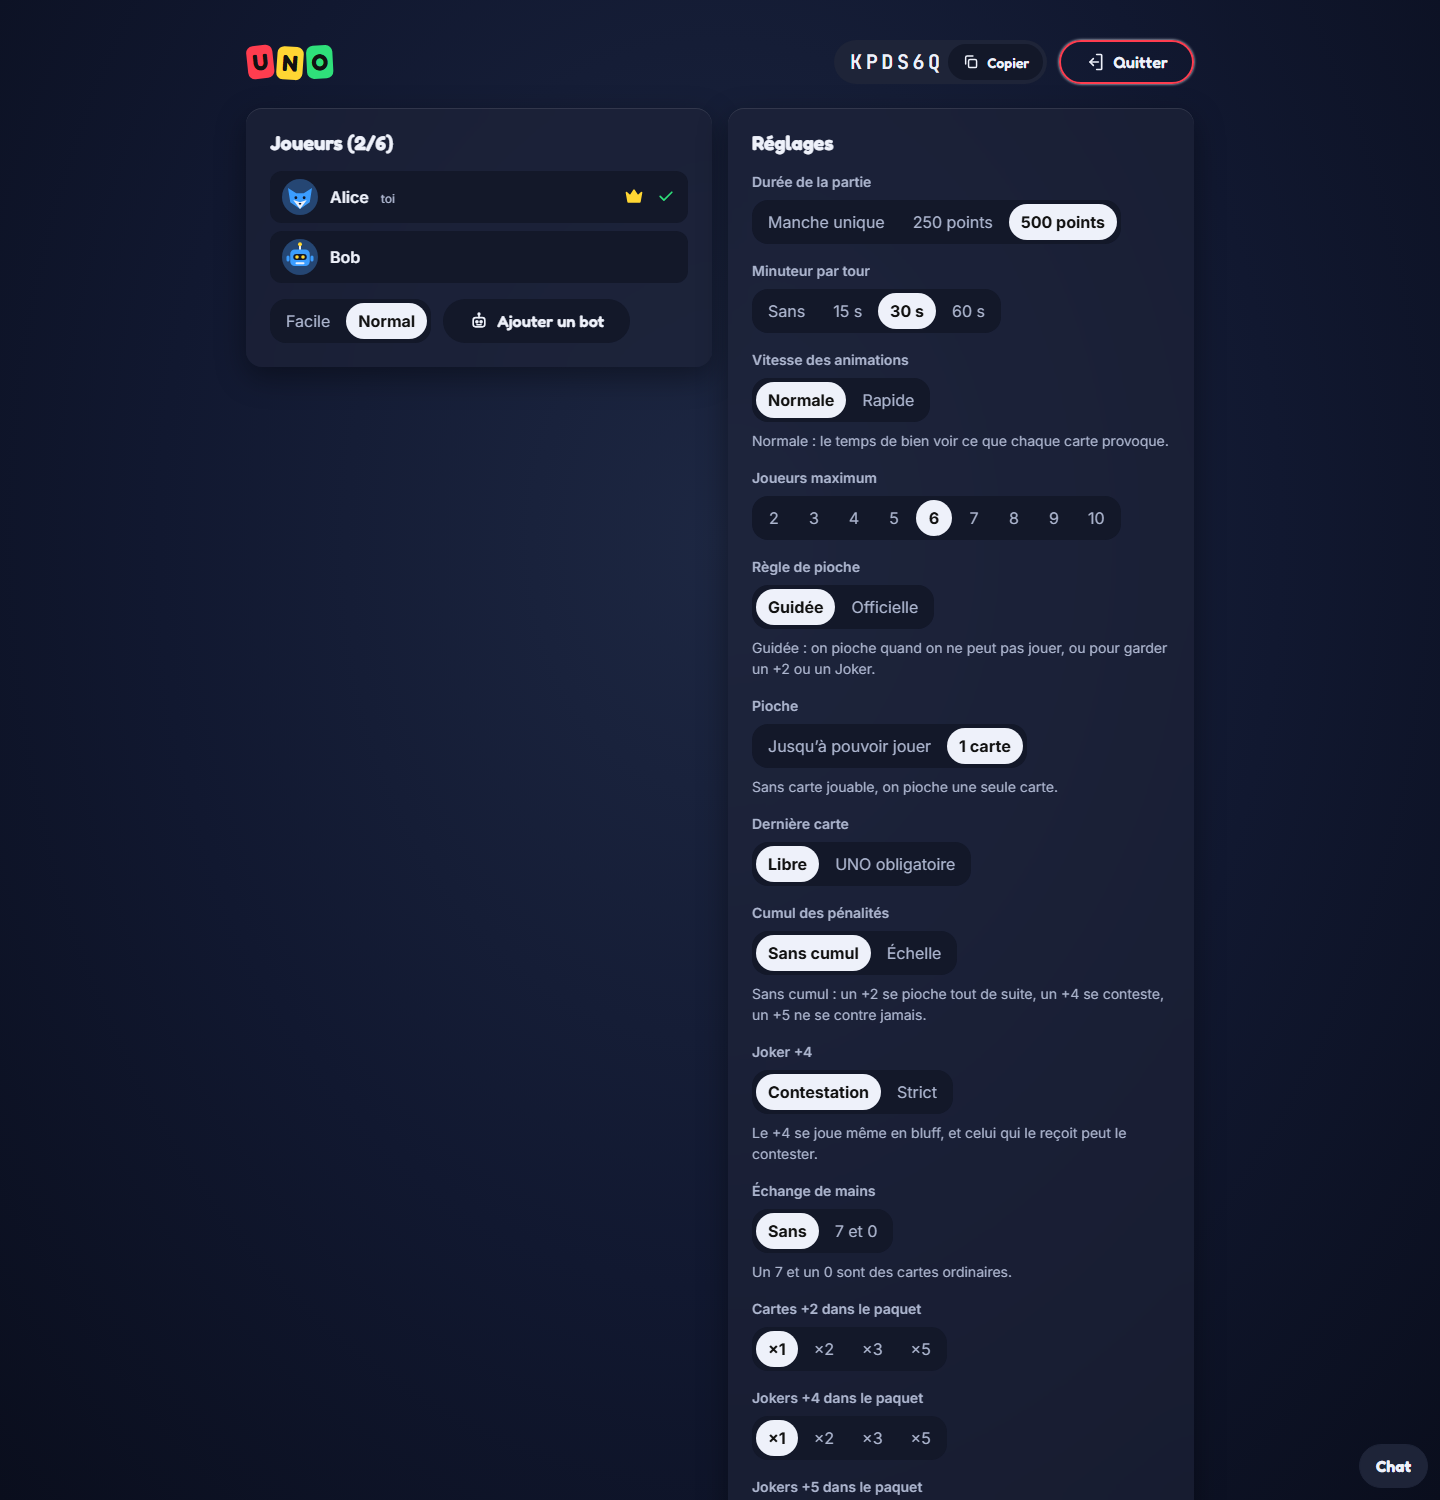 UNO
KPDS6Q
Copier
Quitter
Joueurs (2/6)
Alice toi
Bob
Facile Normal
Ajouter un bot
Réglages
Durée de la partie
Manche unique 250 points 500 points
Minuteur par tour
Sans 15 s 30 s 60 s
Vitesse des animations
Normale Rapide
Normale : le temps de bien voir ce que chaque carte provoque.
Joueurs maximum
2 3 4 5 6 7 8 9 10
Règle de pioche
Guidée Officielle
Guidée : on pioche quand on ne peut pas jouer, ou pour garder
un +2 ou un Joker.
Pioche
Jusqu’à pouvoir jouer 1 carte
Sans carte jouable, on pioche une seule carte.
Dernière carte
Libre UNO obligatoire
Cumul des pénalités
Sans cumul Échelle
Sans cumul : un +2 se pioche tout de suite, un +4 se conteste,
un +5 ne se contre jamais.
Joker +4
Contestation Strict
Le +4 se joue même en bluff, et celui qui le reçoit peut le
contester.
Échange de mains
Sans 7 et 0
Un 7 et un 0 sont des cartes ordinaires.
Cartes +2 dans le paquet
×1 ×2 ×3 ×5
Jokers +4 dans le paquet
×1 ×2 ×3 ×5
Jokers +5 dans le paquet
Chat